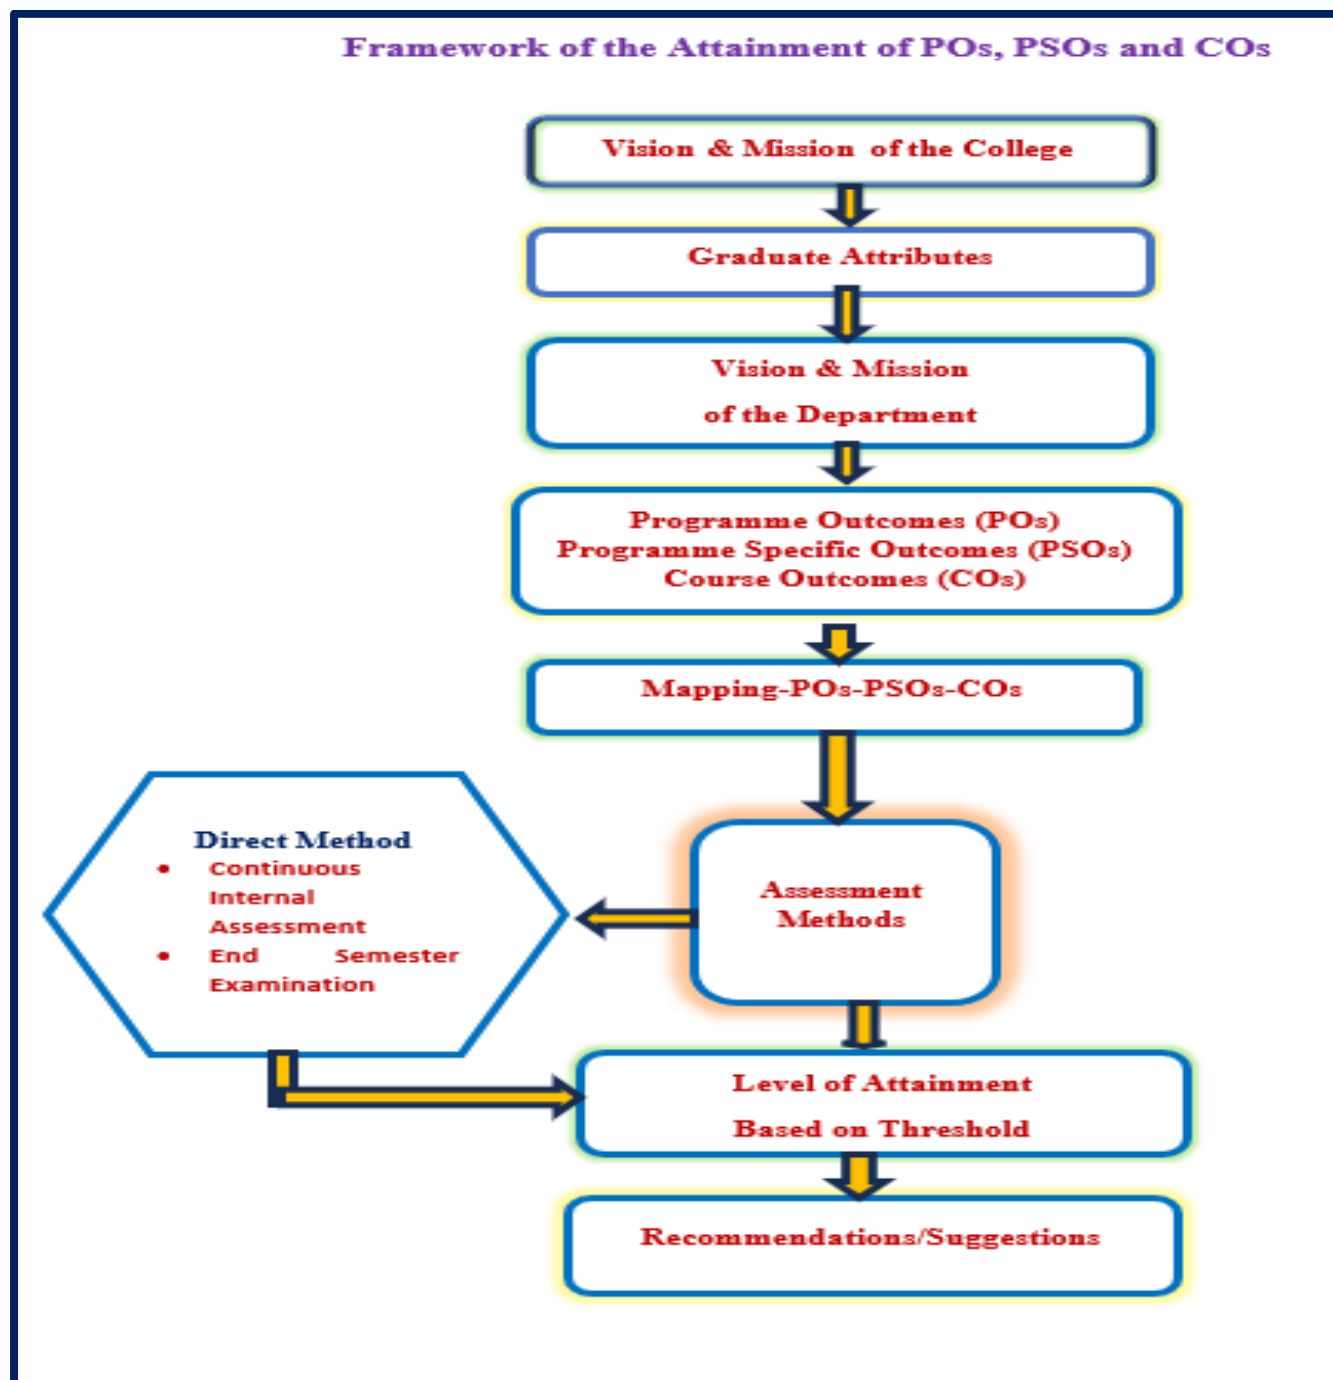 Framework of the Attainment of POs, PSOs and COs
Vision & Mission of the College
Graduate Attributes
Vision & Mission
of the Department
Programme Outcomes (POs)
Programme Specific Outcomes (PSOs)
Course Outcomes (COs)
Mapping-POs-PSOs-COs
Direct Method
• Continuous
Internal
Assessment
• End Semester
Examination
Assessment
Methods
Level of Attainment
Based on Threshold
Recommendations/Suggestions